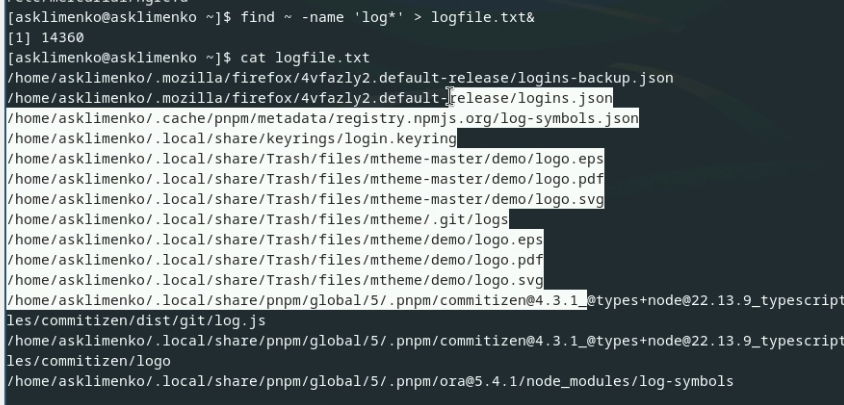 [asklimenko@asklimenko ~]$ find ~ -name 'log*' > logfile.txt&
[1] 14360
[asklimenko@asklimenko ~]$ cat logfile.txt
/home/asklimenko/.mozilla/firefox/4vfazly2.default-release/logins-backup.json
/home/asklimenko/.mozilla/firefox/4vfazly2.default-release/logins.json
/home/asklimenko/.cache/pnpm/metadata/registry.npmjs.org/log-symbols.json
/home/asklimenko/.local/share/keyrings/login.keyring
/home/asklimenko/.local/share/Trash/files/mtheme-master/demo/logo.eps
/home/asklimenko/.local/share/Trash/files/mtheme-master/demo/logo.pdf
/home/asklimenko/.local/share/Trash/files/mtheme-master/demo/logo.svg
/home/asklimenko/.local/share/Trash/files/mtheme/.git/logs
/home/asklimenko/.local/share/Trash/files/mtheme/demo/logo.eps
/home/asklimenko/.local/share/Trash/files/mtheme/demo/logo.pdf
/home/asklimenko/.local/share/Trash/files/mtheme/demo/logo.svg
/home/asklimenko/.local/share/pnpm/global/5/.pnpm/commitizen@4.3.1_@types+node@22.13.9_typescript
les/commitizen/dist/git/log.js
/home/asklimenko/.local/share/pnpm/global/5/.pnpm/commitizen@4.3.1_@types+node@22.13.9_typescript
les/commitizen/logo
/home/asklimenko/.local/share/pnpm/global/5/.pnpm/ora@5.4.1/node_modules/log-symbols